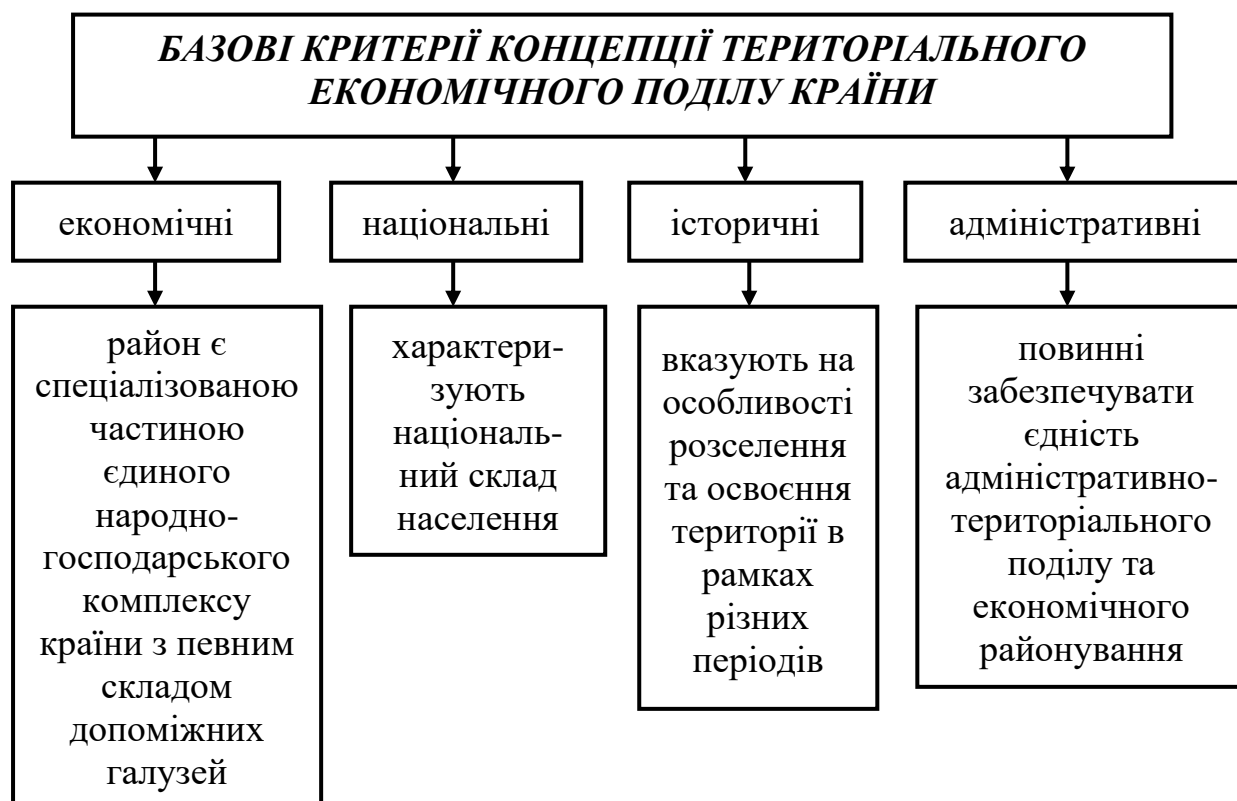 БАЗОВІ КРИТЕРІЇ КОНЦЕПЦІЇ ТЕРИТОРІАЛЬНОГО
ЕКОНОМІЧНОГО ПОДІЛУ КРАЇНИ
економічні
національні
історичні
адміністративні
район є
спеціалізованою
частиною
єдиного
народно-
господарського
комплексу
країни з певним
складом
допоміжних
галузей
характери-
зують
національ-
ний склад
населення
вказують на
особливості
розселення
та освоєння
території в
рамках
різних
періодів
повинні
забезпечувати
єдність
адміністративно-
територіального
поділу та
економічного
районування